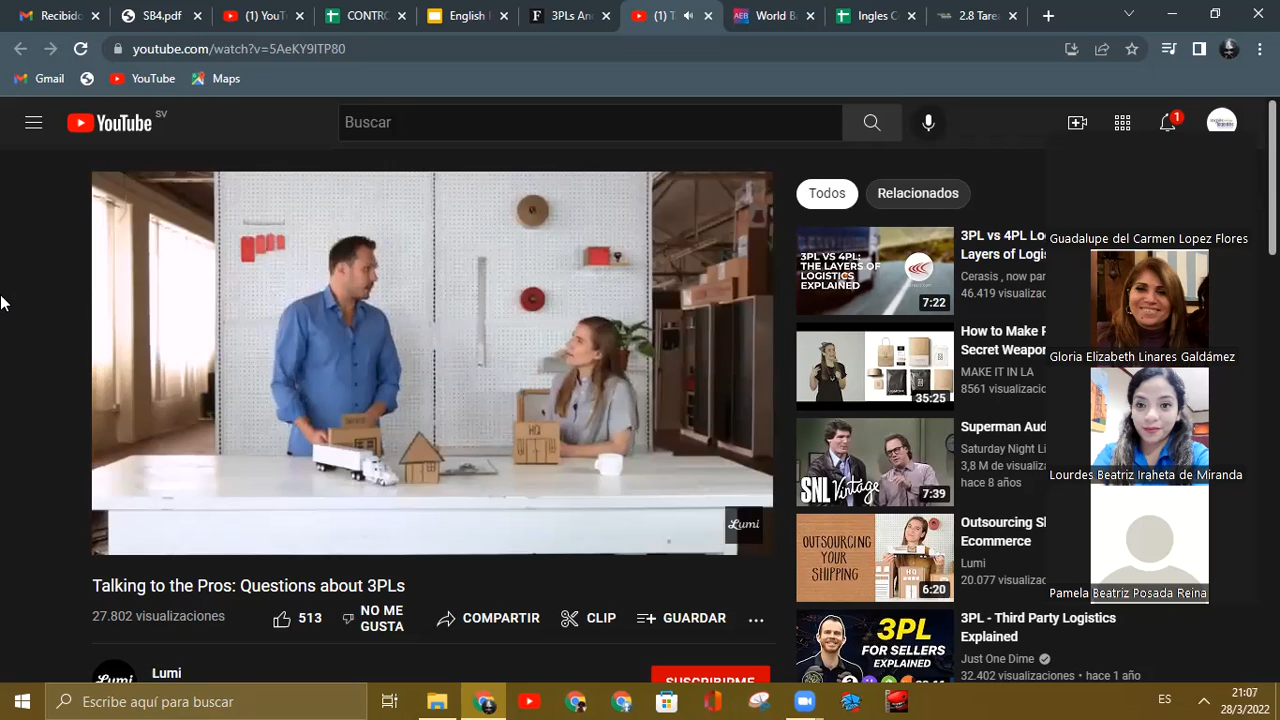 Recibido
SB4.pdf
(1) YouT
CONTRO
English
3PLs An
(1) T
World B
Ingles C
2.8 Tarea
youtube.com/watch?v=5AeKY9lTP80
Gmail
YouTube
Maps
YouTube SV
Buscar
1
Todos
Relacionados
HQ
Lumi
3PL VS 4PL:
THE LAYERS OF
LOGISTICS
EXPLAINED
7:22
3PL vs 4PL Lo
Layers of Logis
Cerasis, now par
46.419 visualizac
35:25
How to Make P
Secret Weapo
MAKE IT IN LA
8561 visualizacio
SNL Vintage
7:39
Superman Aud
Saturday Night Li
3,8 M de visualiza
hace 8 años
OUTSOURCING
YOUR
SHIPPING
HQ
6:20
Outsourcing Sh
Ecommerce
Lumi
20.077 visualizac
3PL
FOR SELLERS
EXPLAINED
3PL - Third Party Logistics
Explained
Just One Dime
32.402 visualizaciones • hace 1 año
Guadalupe del Carmen Lopez Flores
Gloria Elizabeth Linares Galdámez
Lourdes Beatriz Iraheta de Miranda
Pamela Beatriz Posada Reina
Talking to the Pros: Questions about 3PLs
27.802 visualizaciones
513
NO ME
GUSTA
COMPARTIR
CLIP
GUARDAR
Lumi
SUSCRIBIRME
Escribe aquí para buscar
ES
21:07
28/3/2022